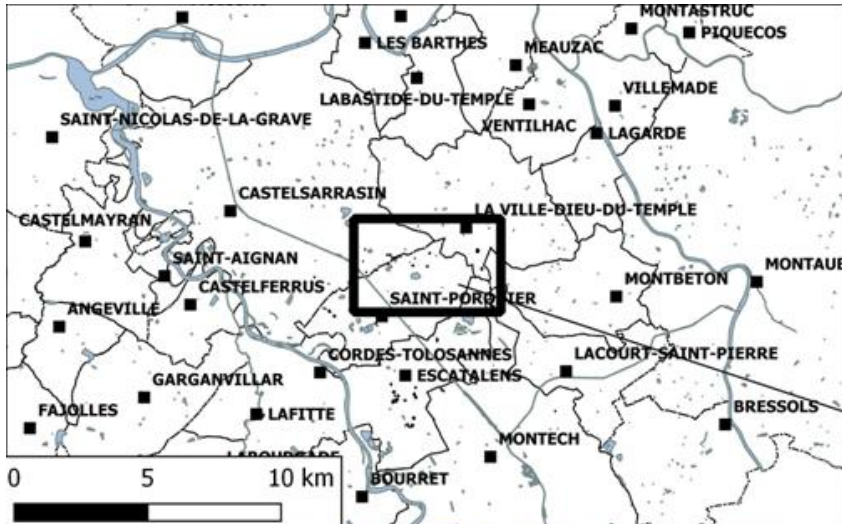 MONTASTRUC
PIQUECOS
LES BARTHES
MEAUZAC
LABASTIDE-DU-TEMPLE
VILLEMADE
SAINT-NICOLAS-DE-LA-GRAVE
VENTILHAC
LAGARDE
CASTELSARRASIN
LA VILLE-DIEU-DU-TEMPLE
CASTELMAYRAN
SAINT-AIGNAN
MONTAUB
CASTELFERRUS
MONTBETON
SAINT-PORQUIER
ANGEVILLE
CORDES-TOLOSANNES
LACOURT-SAINT-PIERRE
GARGANVILLAR
ESCATALENS
FAJOLLES
LAFITTE
BRESSOLS
MONTECH
0 5 10 km
BOURRET